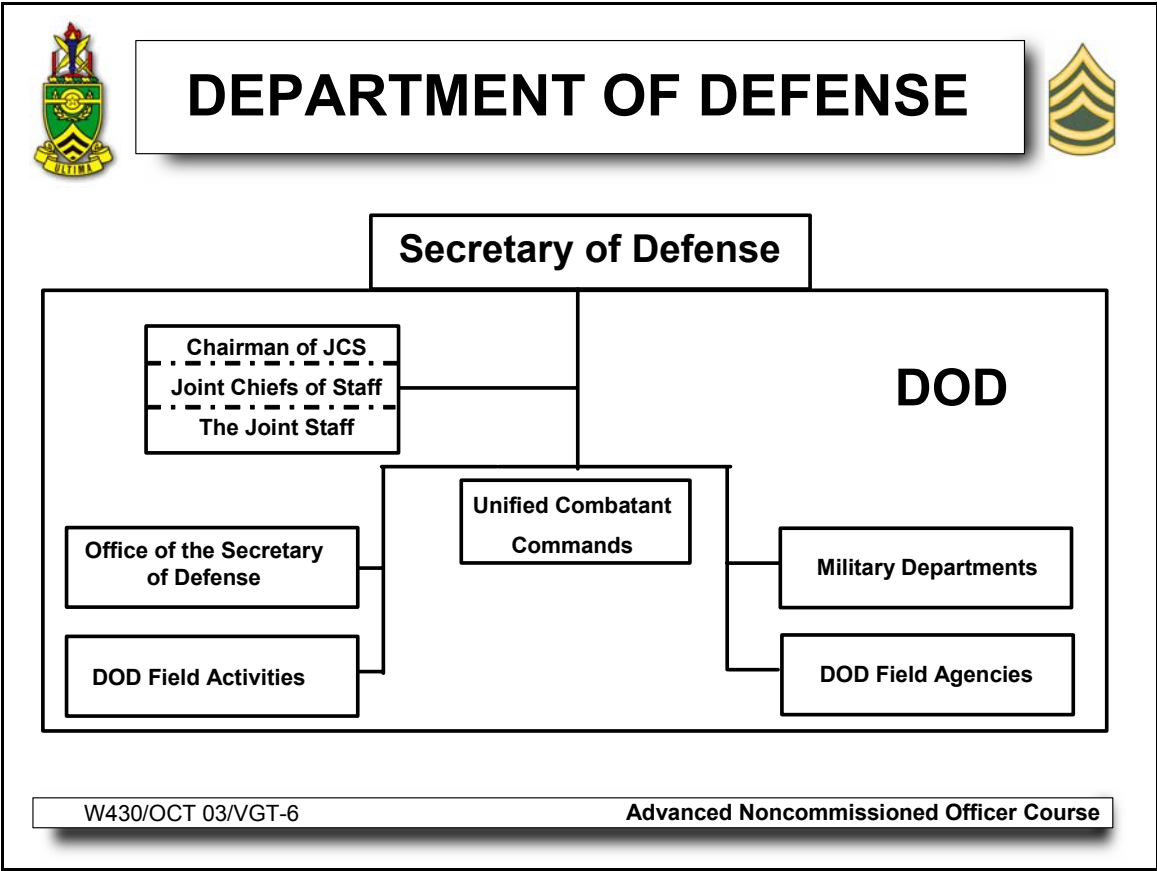 DEPARTMENT OF DEFENSE
ULTIMA
Secretary of Defense
Chairman of JCS
Joint Chiefs of Staff
The Joint Staff
DOD
Unified Combatant
Commands
Office of the Secretary
of Defense
Military Departments
DOD Field Activities
DOD Field Agencies
W430/OCT 03/VGT-6
Advanced Noncommissioned Officer Course